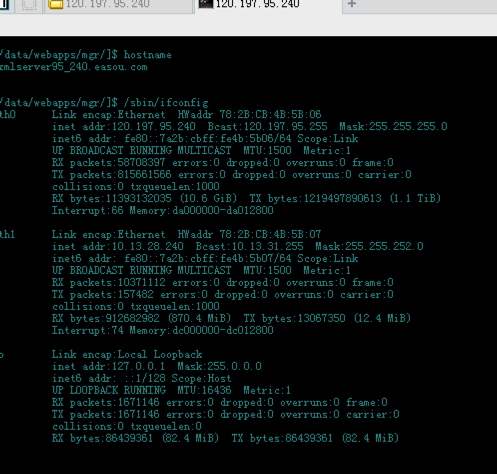 120.197.95.240
120.197.95.240
/data/webapps/mgr/]$ hostname
zmlserver95_240.easou.com
/data/webapps/mgr/]$ /sbin/ifconfig
th0 Link encap:Ethernet HWaddr 78:2B:CB:4B:5B:06
inet addr:120.197.95.240 Bcast:120.197.95.255 Mask:255.255.255.0
inet6 addr: fe80::7a2b:cbff:fe4b:5b06/64 Scope:Link
UP BROADCAST RUNNING MULTICAST MTU:1500 Metric:1
RX packets:58708397 errors:0 dropped:0 overruns:0 frame:0
TX packets:815661566 errors:0 dropped:0 overruns:0 carrier:0
collisions:0 txqueuelen:1000
RX bytes:11393132035 (10.6 GiB) TX bytes:1219497890613 (1.1 TiB)
Interrupt:66 Memory:da000000-da012800
th1 Link encap:Ethernet HWaddr 78:2B:CB:4B:5B:07
inet addr:10.13.28.240 Bcast:10.13.31.255 Mask:255.255.252.0
inet6 addr: fe80::7a2b:cbff:fe4b:5b07/64 Scope:Link
UP BROADCAST RUNNING MULTICAST MTU:1500 Metric:1
RX packets:10371112 errors:0 dropped:0 overruns:0 frame:0
TX packets:157482 errors:0 dropped:0 overruns:0 carrier:0
collisions:0 txqueuelen:1000
RX bytes:912682982 (870.4 MiB) TX bytes:13067350 (12.4 MiB)
Interrupt:74 Memory:dc000000-dc012800
o Link encap:Local Loopback
inet addr:127.0.0.1 Mask:255.0.0.0
inet6 addr: ::1/128 Scope:Host
UP LOOPBACK RUNNING MTU:16436 Metric:1
RX packets:1671146 errors:0 dropped:0 overruns:0 frame:0
TX packets:1671146 errors:0 dropped:0 overruns:0 carrier:0
collisions:0 txqueuelen:0
RX bytes:86439361 (82.4 MiB) TX bytes:86439361 (82.4 MiB)